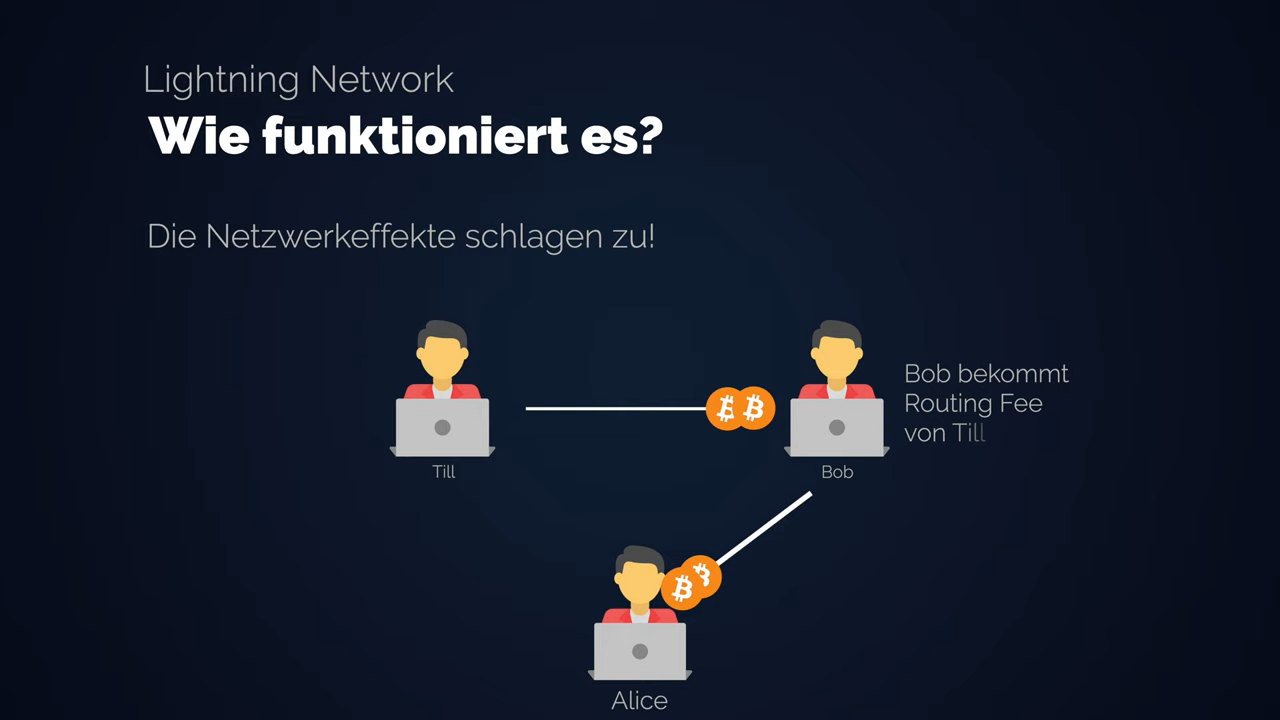 Lightning Network
Wie funktioniert es?
Die Netzwerkeffekte schlagen zu!
Bob bekommt
Routing Fee
von Till
Till
Bob
Alice